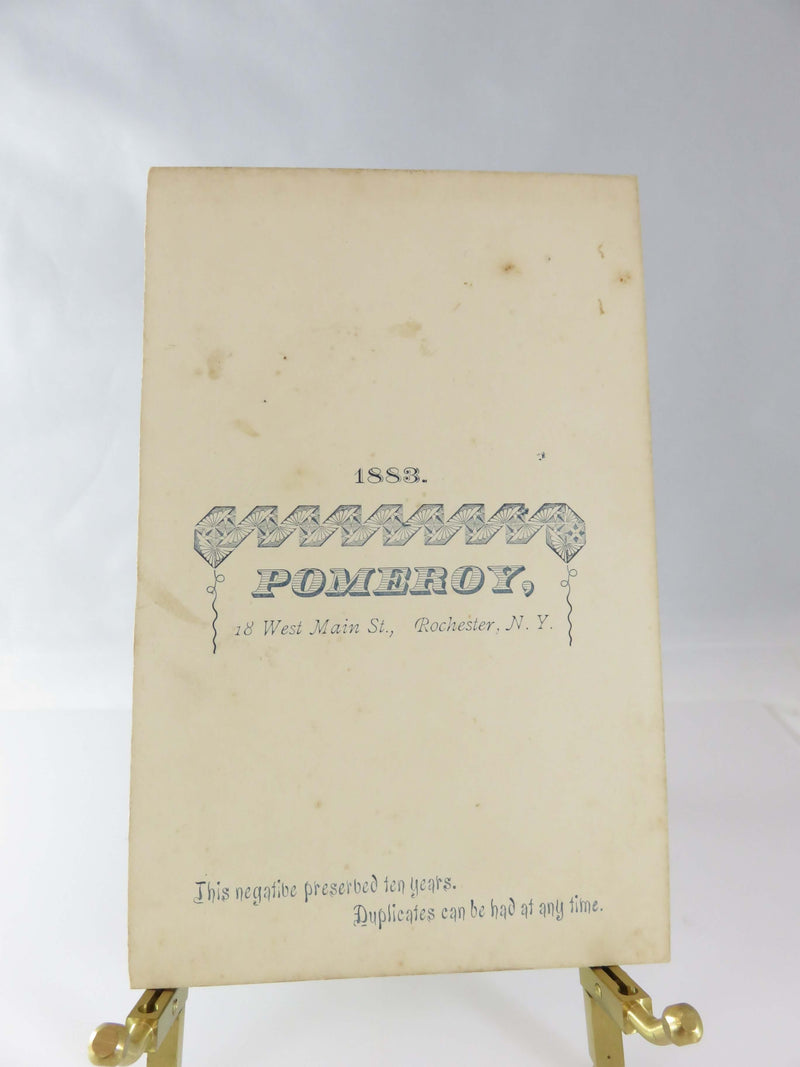 1883.
POMEROY,
18 West Main St., Rochester, N. Y.
This negative preserved ten years.
Duplicates can be had at any time.